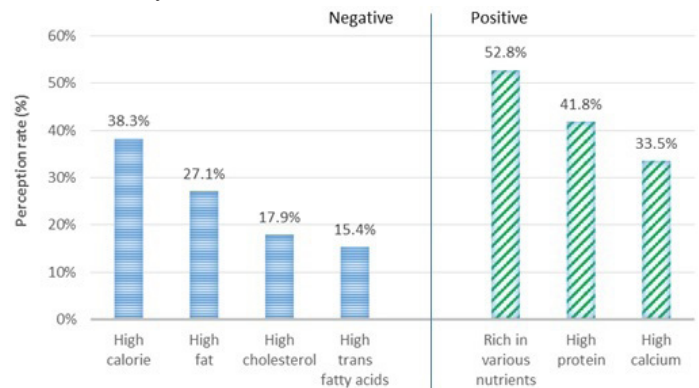 Negative
Positive
Perception rate (%)
60%
50%
40%
30%
20%
10%
0%
38.3%
27.1%
17.9%
15.4%
52.8%
41.8%
33.5%
High
calorie
High
fat
High
cholesterol
High
trans
fatty acids
Rich in
various
nutrients
High
protein
High
calcium